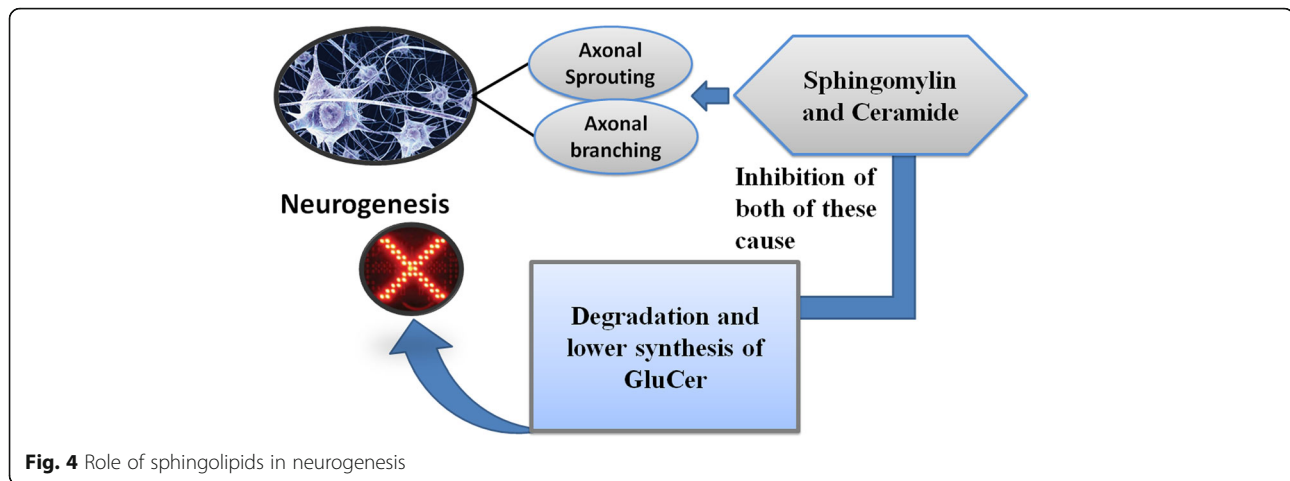 Axonal
Sprouting
Axonal
branching
Sphingomylin
and Ceramide
Inhibition of
both of these
cause
Neurogenesis
Degradation and
lower synthesis of
GluCer
Fig. 4 Role of sphingolipids in neurogenesis